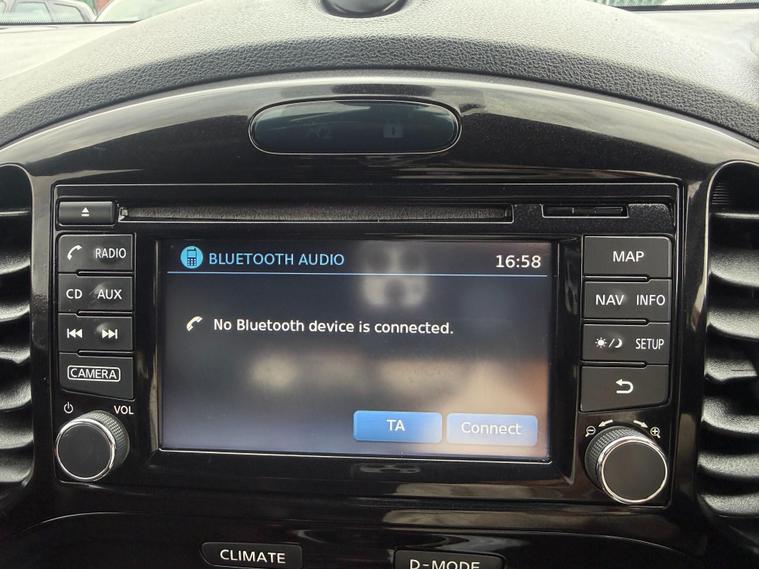 BLUETOOTH AUDIO 16:58
No Bluetooth device is connected.
TA Connect
RADIO
CD AUX
CAMERA
VOL
MAP
NAV INFO
SETUP
CLIMATE
D-MODE